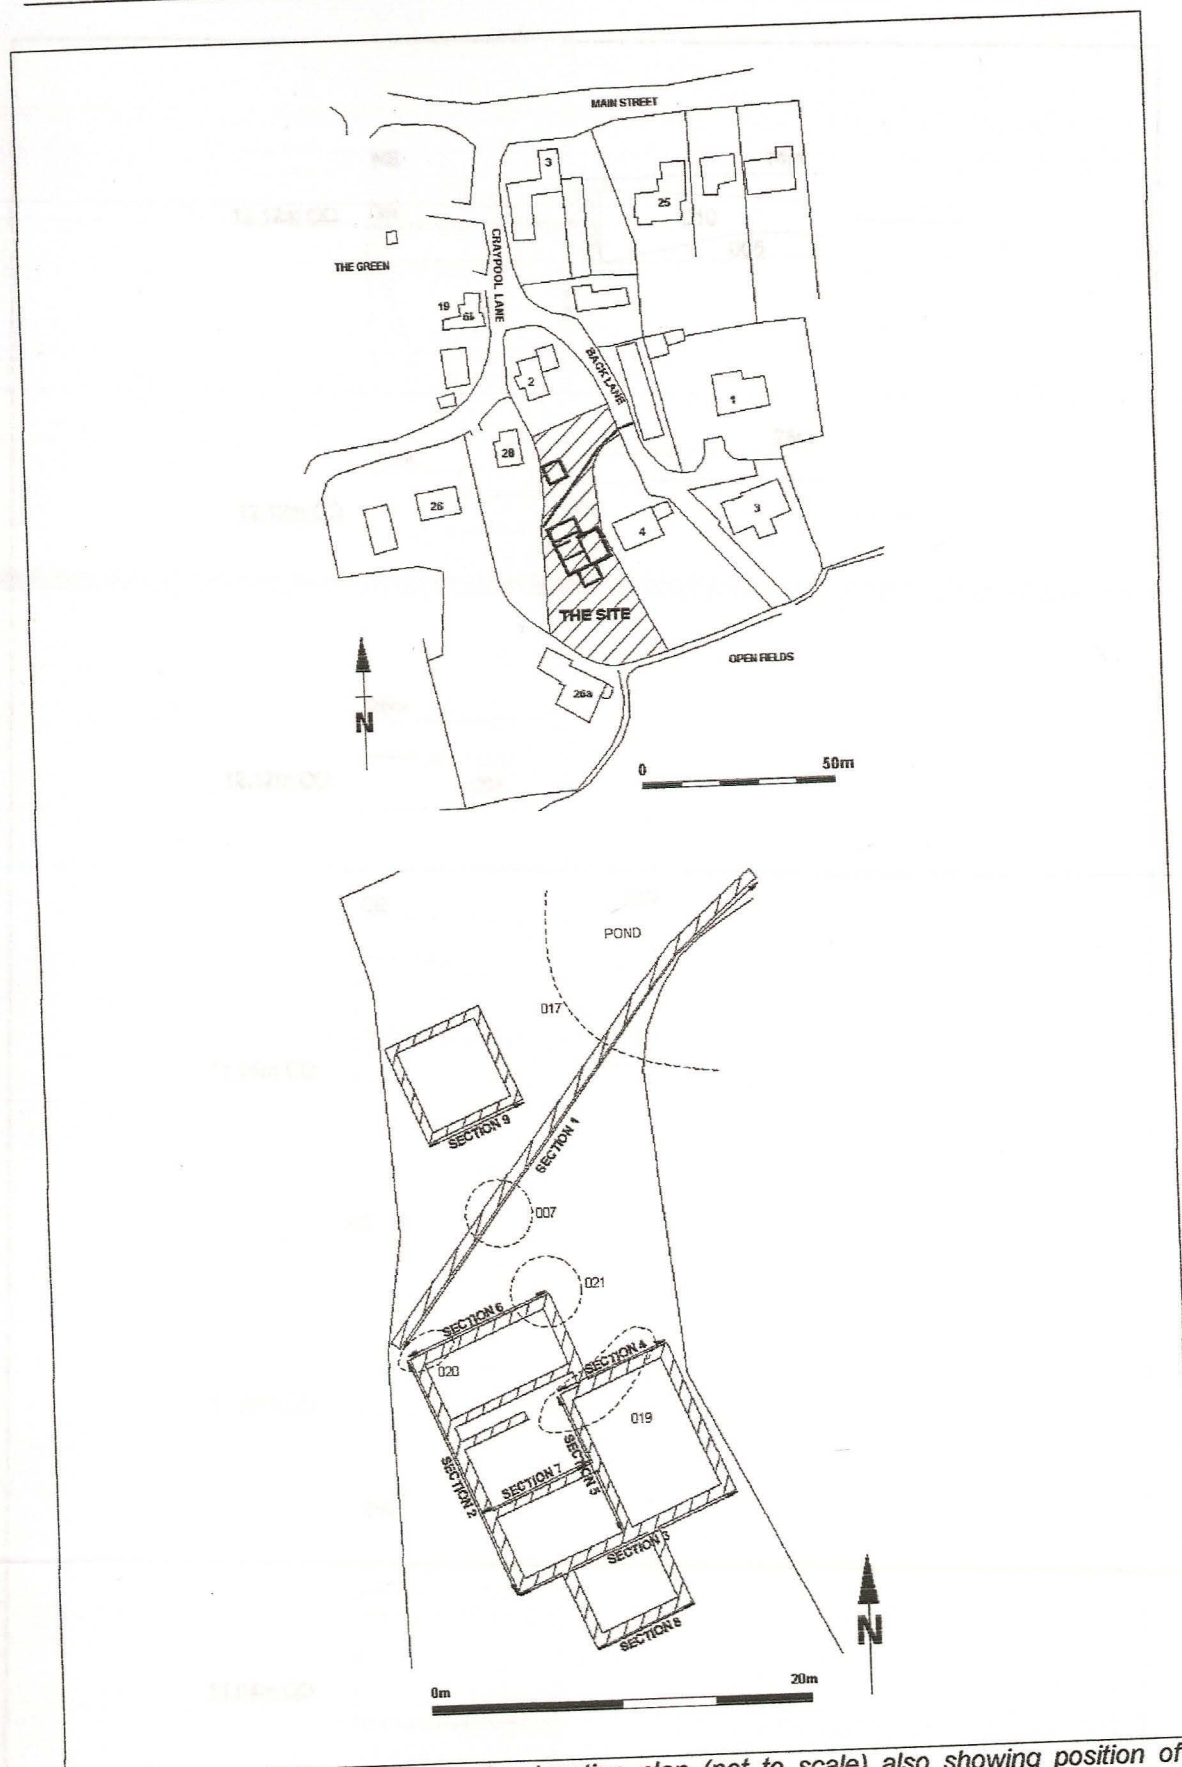 MAIN STREET
3
25
CRAYPOOL LANE
THE GREEN
19
19
2
BACK LANE
1
28
26
3
4
THE SITE
OPEN FIELDS
26a
N
0 50m
POND
017
SECTION 9
SECTION 1
007
021
SECTION 6
SECTION 4
020
019
SECTION 2
SECTION 7
SECTION 5
SECTION 3
SECTION 8
N
0m 20m
plan (not to scale) also showing position of